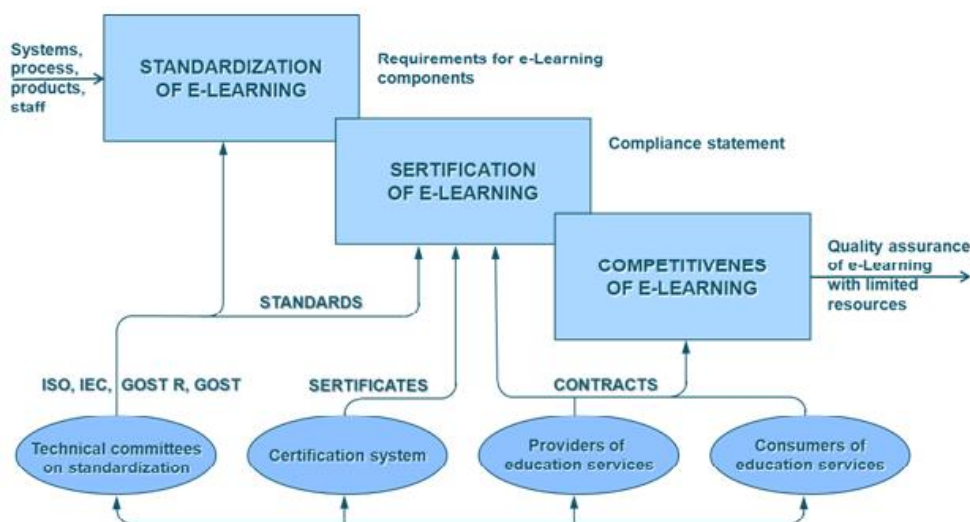 Systems,
process,
products,
staff
STANDARDIZATION
OF E-LEARNING
Requirements for e-Learning
components
SERTIFICATION
OF E-LEARNING
Compliance statement
COMPETITIVENES
OF E-LEARNING
Quality assurance
of e-Learning
with limited
resources
STANDARDS
ISO, IEC, GOST R, GOST
SERTIFICATES
CONTRACTS
Technical committees
on standardization
Certification system
Providers of
education services
Consumers of
education services